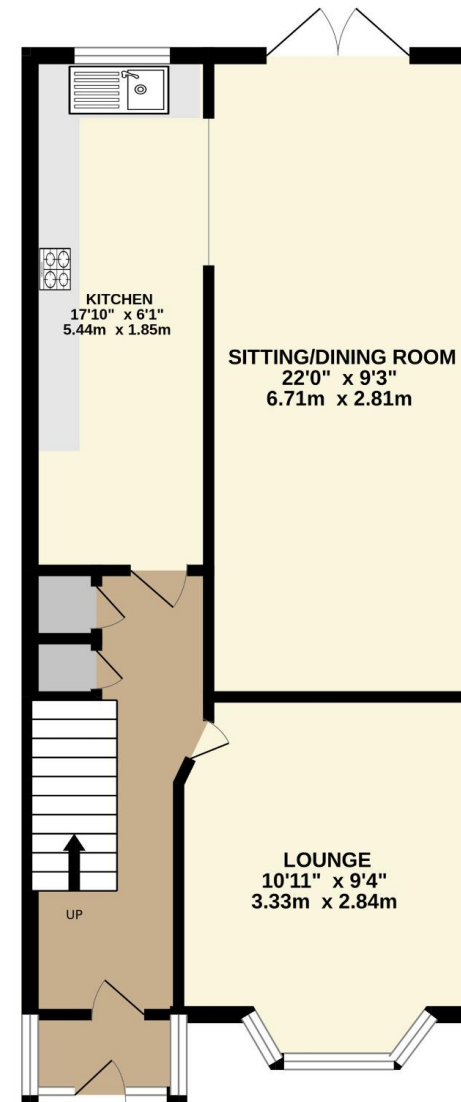 KITCHEN
17'10" x 6'1"
5.44m x 1.85m
SITTING/DINING ROOM
22'0" x 9'3"
6.71m x 2.81m
LOUNGE
10'11" x 9'4"
3.33m x 2.84m
UP